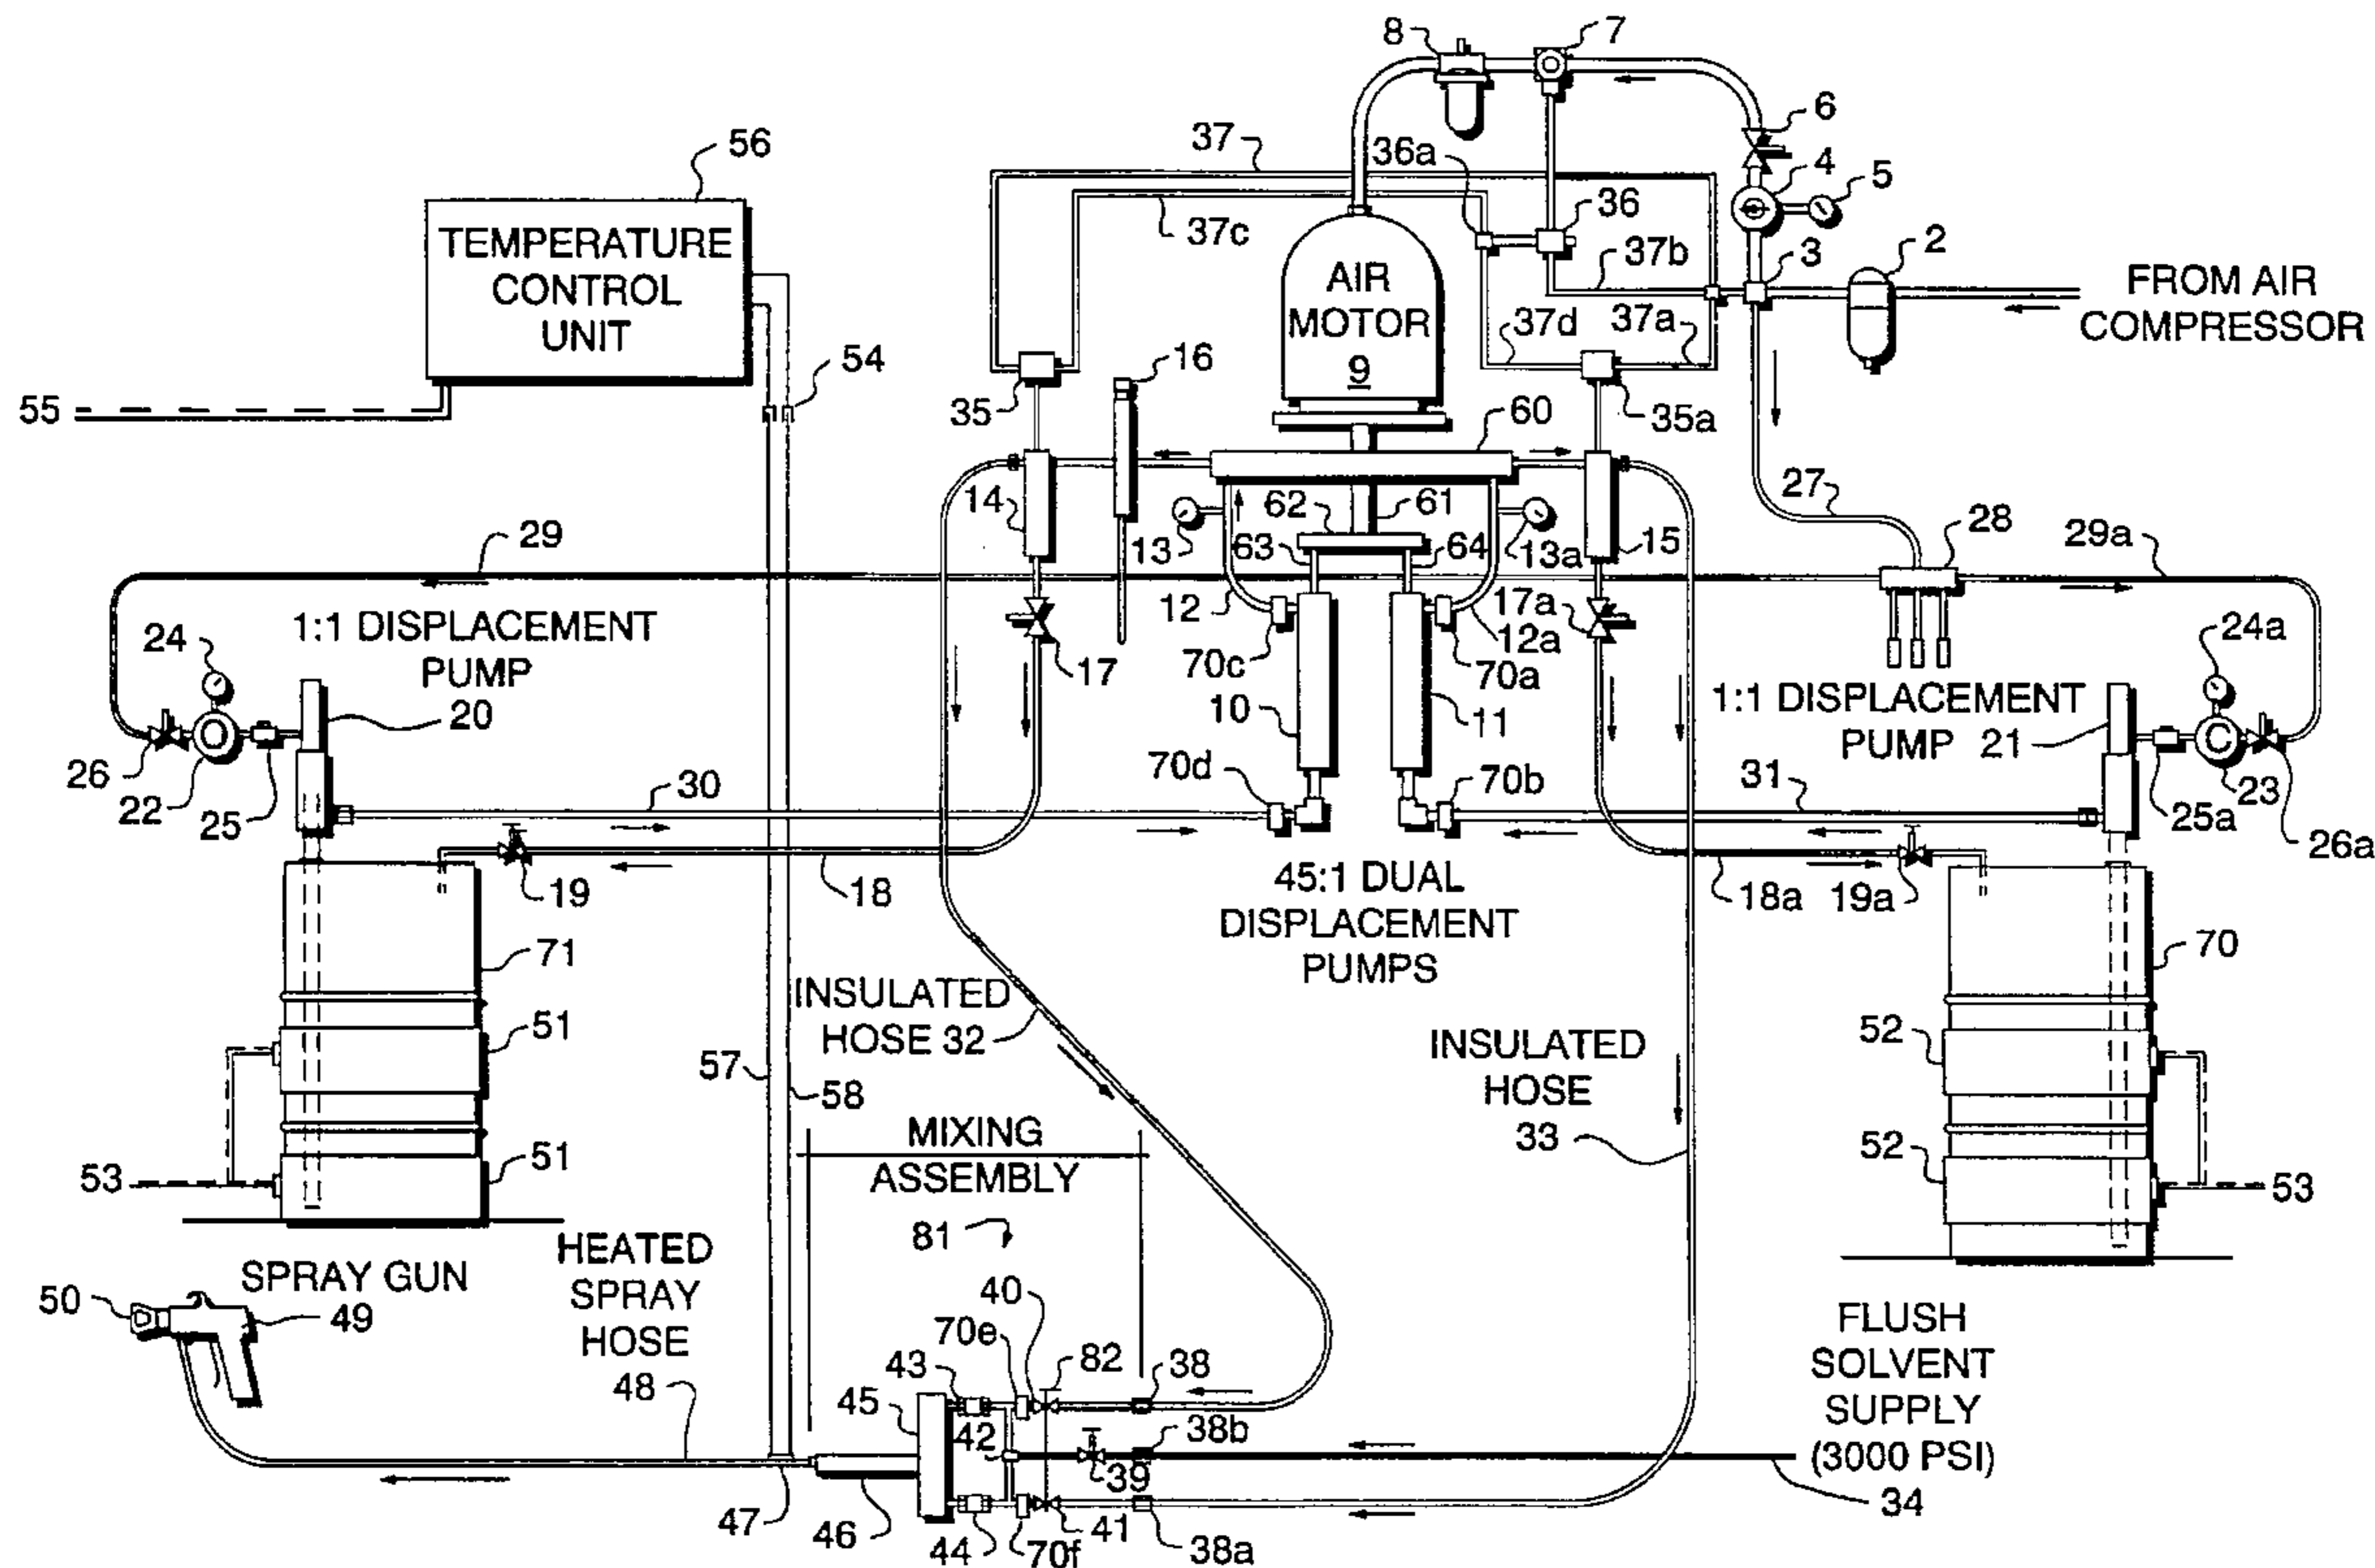 8
7
6
56
37
36a
4
5
TEMPERATURE
CONTROL
UNIT
37c
36
37b
3
2
AIR
MOTOR
9
FROM AIR
COMPRESSOR
37d
37a
54
16
55
35
60
35a
14
62
61
27
28
29
13
63
64
13a
15
29a
12
17a
12a
1:1 DISPLACEMENT
PUMP
20
24
70c
70a
17
24a
10
11
1:1 DISPLACEMENT
PUMP 21
26
22
25
70d
70b
30
31
25a
23
26a
19
18
45:1 DUAL
DISPLACEMENT
PUMPS
18a
19a
71
70
INSULATED
HOSE 32
51
57
58
INSULATED
HOSE
33
52
MIXING
ASSEMBLY
81
51
52
53
53
HEATED
SPRAY
HOSE
48
SPRAY GUN
49
50
40
70e
82
43
38
45
42
38b
39
FLUSH
SOLVENT
SUPPLY
(3000 PSI)
34
47
46
44
70f
41
38a